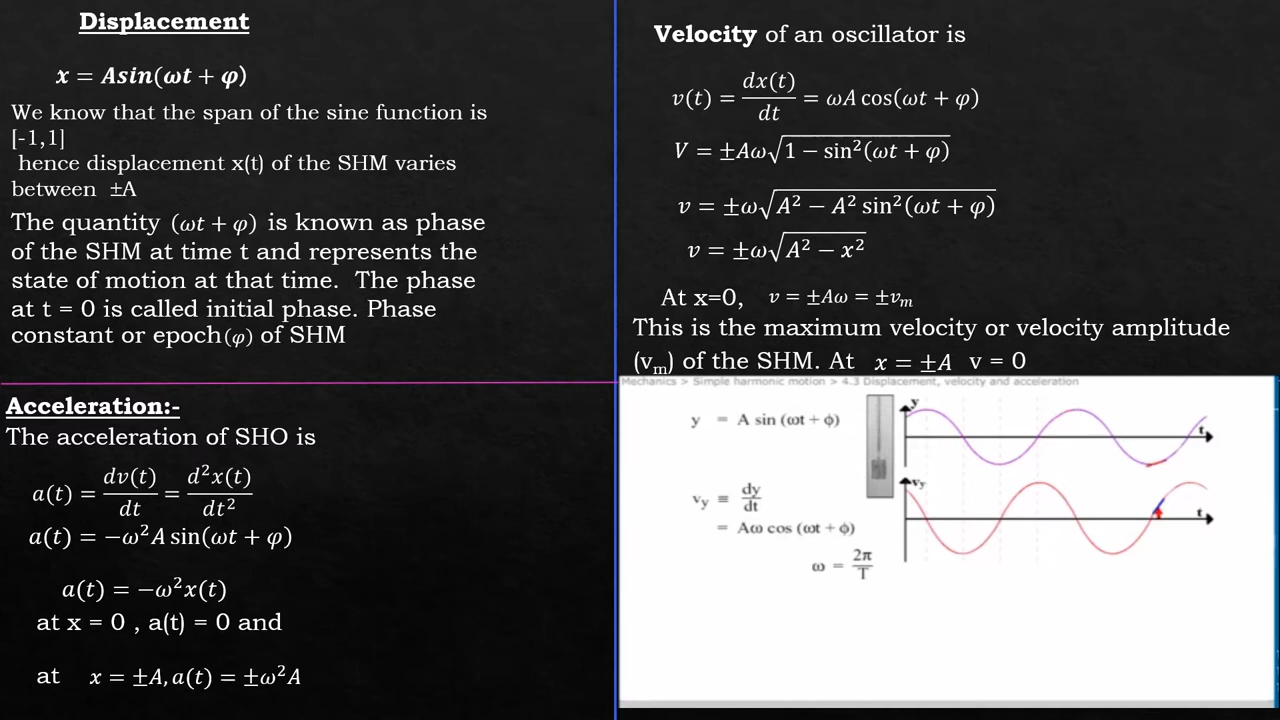 Displacement
x = Asin(ωt + φ)
We know that the span of the sine function is
[-1,1]
hence displacement x(t) of the SHM varies
between ±A
The quantity (ωt + φ) is known as phase
of the SHM at time t and represents the
state of motion at that time. The phase
at t = 0 is called initial phase. Phase
constant or epoch(φ) of SHM
Acceleration:-
The acceleration of SHO is
a(t) = dv(t)/dt = d²x(t)/dt²
a(t) = −ω²A sin(ωt + φ)
a(t) = −ω²x(t)
at x = 0 , a(t) = 0 and
at x = ±A, a(t) = ±ω²A
Velocity of an oscillator is
v(t) = dx(t)/dt = ωA cos(ωt + φ)
V = ±Aω√(1 − sin²(ωt + φ))
v = ±ω√(A² − A² sin²(ωt + φ))
v = ±ω√(A² − x²)
At x=0, v = ±Aω = ±vₘ
This is the maximum velocity or velocity amplitude
(vₘ) of the SHM. At x = ±A v = 0
Mechanics > Simple harmonic motion > 4.3 Displacement, velocity and acceleration
y = A sin (ωt + ϕ)
y
t
v_y ≡ dy/dt
= Aω cos (ωt + ϕ)
ω = 2π/T
v_y
t